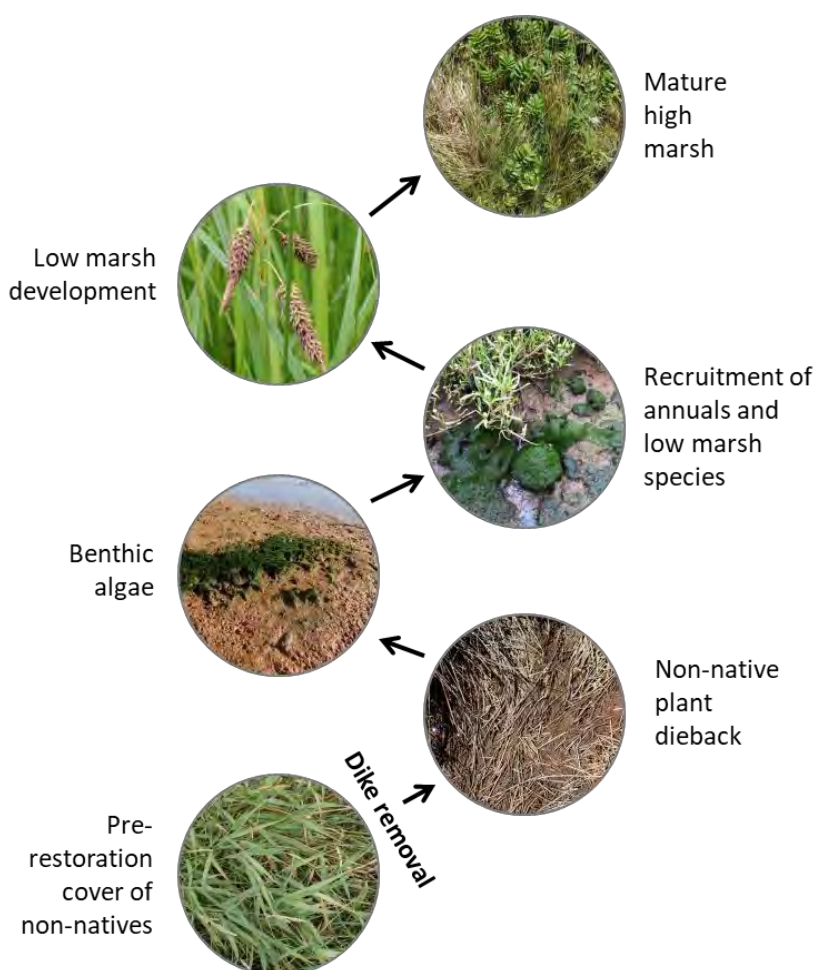 Mature
high
marsh
Low marsh
development
Recruitment of
annuals and
low marsh
species
Benthic
algae
Non-native
plant
dieback
Dike removal
Pre-
restoration
cover of
non-natives